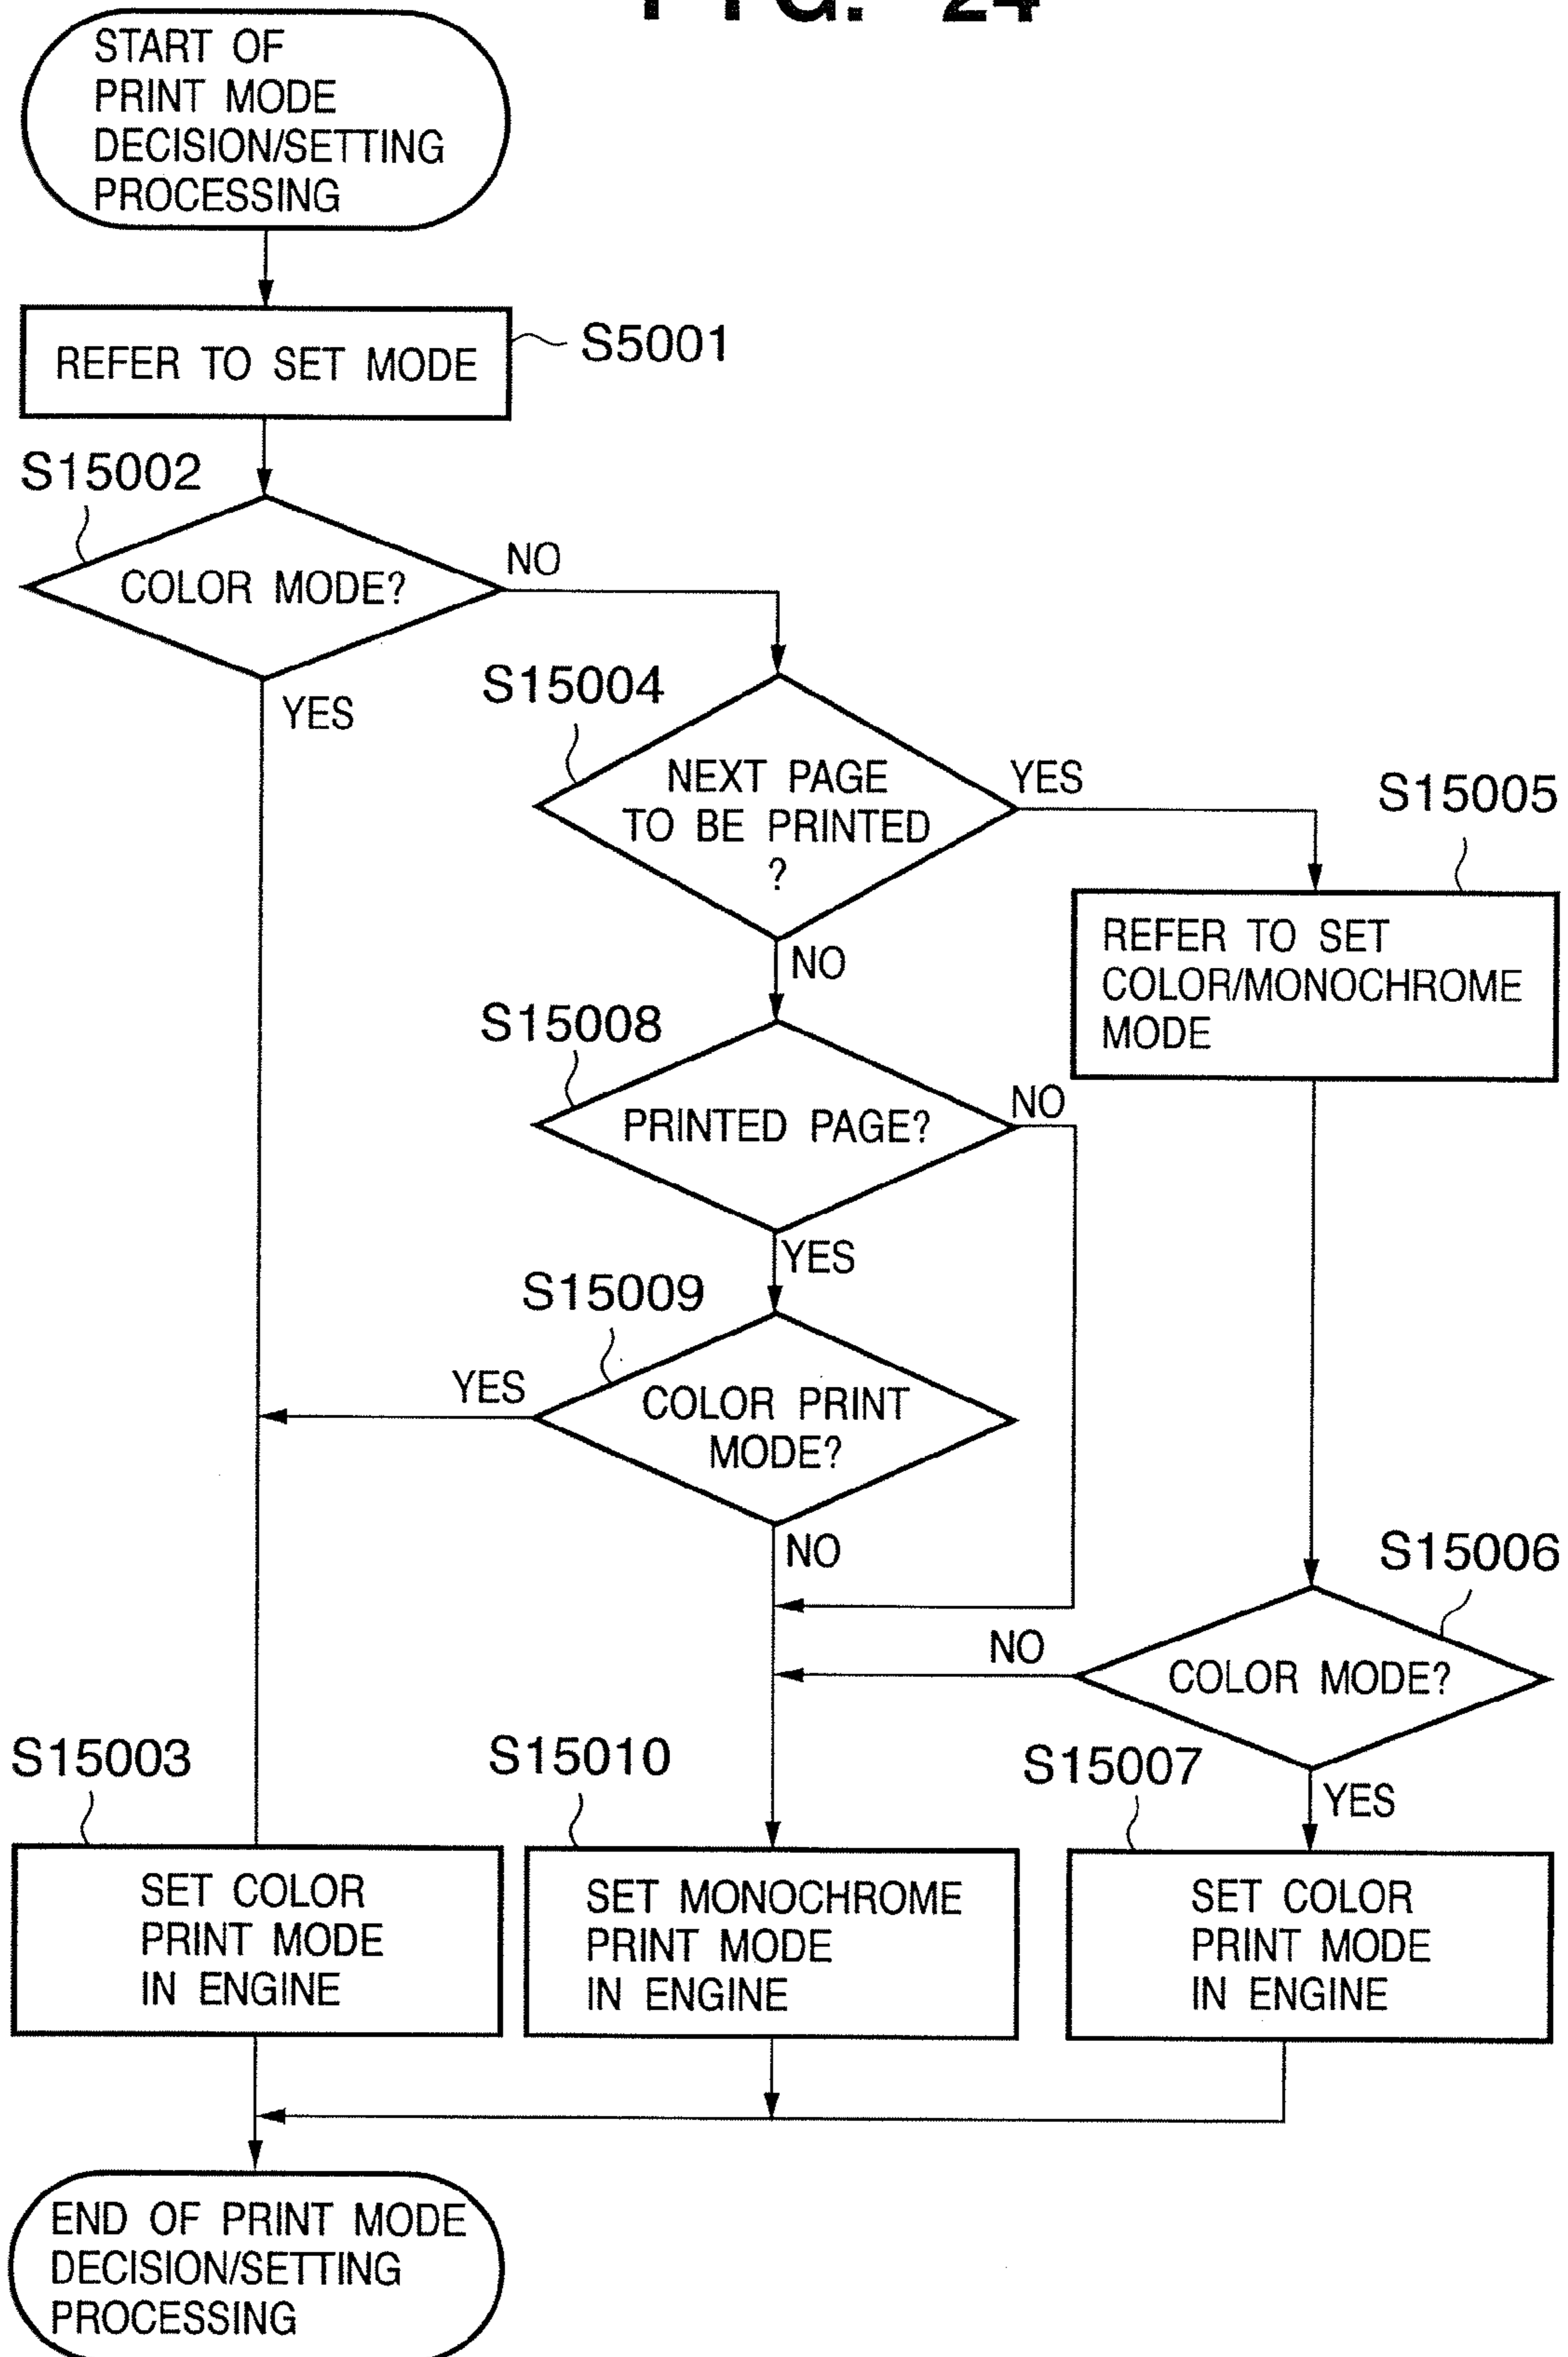 FIG. 24
START OF
PRINT MODE
DECISION/SETTING
PROCESSING
REFER TO SET MODE
S5001
S15002
COLOR MODE?
NO
YES
S15004
NEXT PAGE
TO BE PRINTED
?
YES
NO
S15005
REFER TO SET
COLOR/MONOCHROME
MODE
S15008
PRINTED PAGE?
NO
YES
S15009
COLOR PRINT
MODE?
YES
NO
S15006
COLOR MODE?
NO
YES
S15003
SET COLOR
PRINT MODE
IN ENGINE
S15010
SET MONOCHROME
PRINT MODE
IN ENGINE
S15007
SET COLOR
PRINT MODE
IN ENGINE
END OF PRINT MODE
DECISION/SETTING
PROCESSING